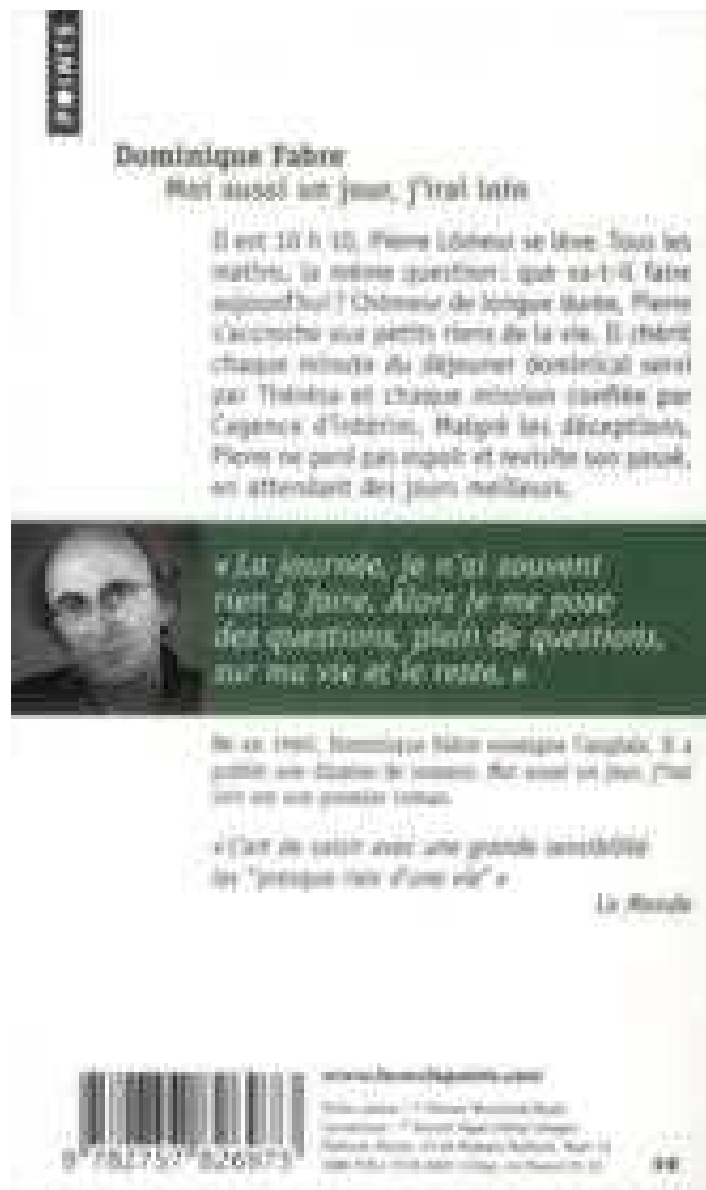 POINTS
Dominique Fabre
Moi aussi un jour, j'irai loin
Il est 10 h 10, Pierre Lômeur se lève. Tous les
matins, la même question : que va-t-il faire
aujourd'hui ? Chômeur de longue durée, Pierre
s'accroche aux petits riens de la vie. Il chérit
chaque minute du déjeuner dominical servi
par Thérésa et chaque mission confiée par
l'agence d'intérim. Malgré les déceptions,
Pierre ne perd pas espoir et revisite son passé,
en attendant des jours meilleurs.
« La journée, je n'ai souvent
rien à faire. Alors je me pose
des questions, plein de questions,
sur ma vie et le reste. »
Né en 1960, Dominique Fabre enseigne l'anglais. Il a
publié une dizaine de romans. Moi aussi un jour, j'irai
loin est son premier roman.
« L'art de saisir avec une grande sensibilité
les "presque rien d'une vie" »
Le Monde
www.lecerclepoints.com
9 782757 826973